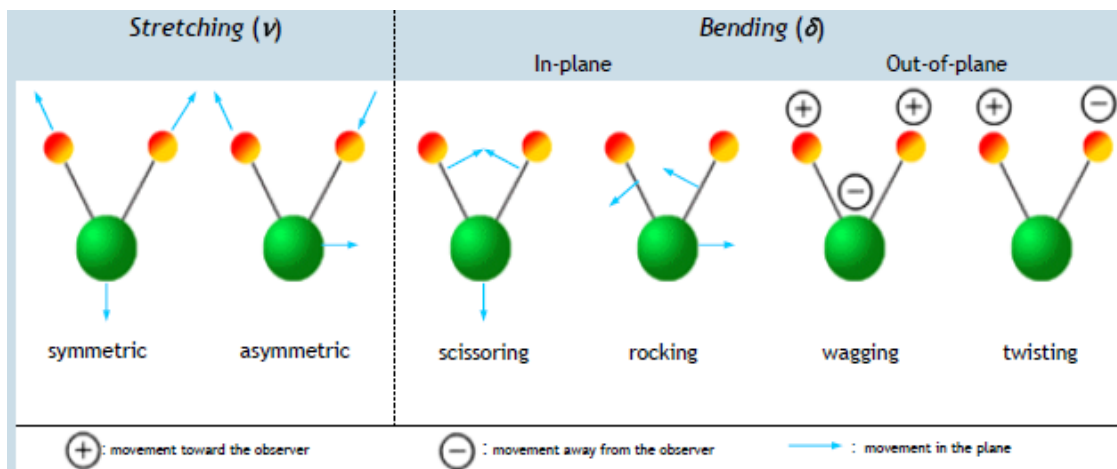 Stretching (ν) Bending (δ)
In-plane Out-of-plane
+ + + −
−
symmetric asymmetric scissoring rocking wagging twisting
+ : movement toward the observer − : movement away from the observer : movement in the plane